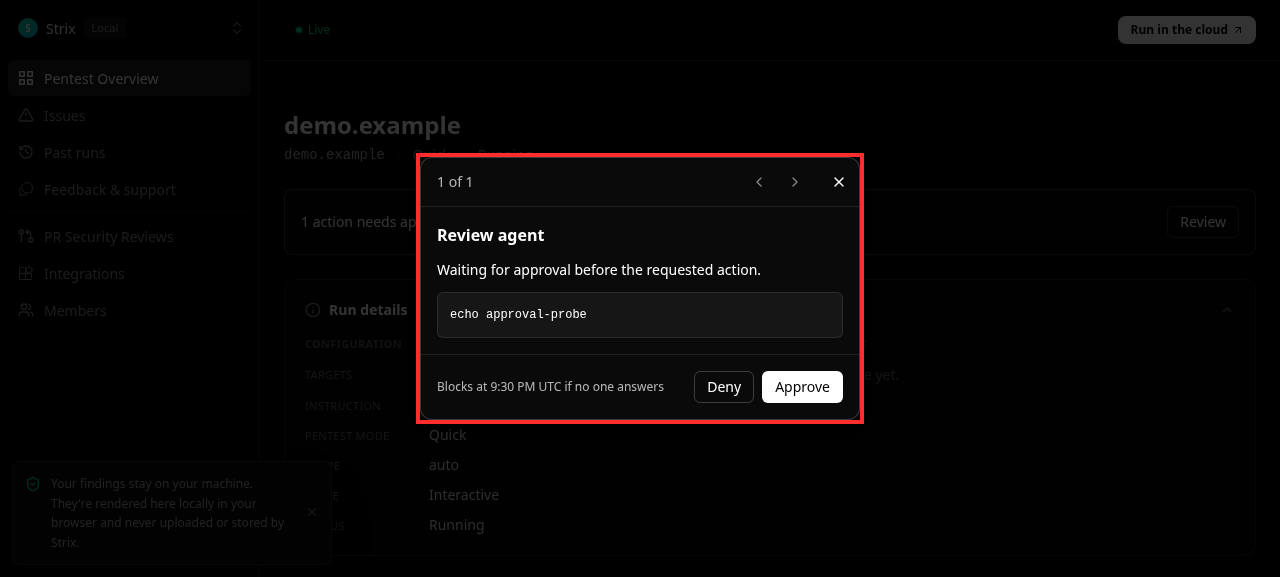 S Strix Local
Live
Run in the cloud
Pentest Overview
Issues
Past runs
Feedback & support
PR Security Reviews
Integrations
Members
demo.example
demo.example
1 action needs ap
Review
1 of 1
Review agent
Waiting for approval before the requested action.
echo approval-probe
Blocks at 9:30 PM UTC if no one answers
Deny
Approve
Run details
CONFIGURATION
TARGETS
yet.
INSTRUCTION
PENTEST MODE Quick
auto
Interactive
Running
Your findings stay on your machine.
They're rendered here locally in your
browser and never uploaded or stored by
Strix.